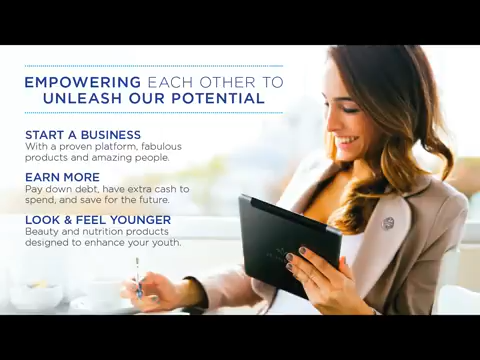 EMPOWERING EACH OTHER TO
UNLEASH OUR POTENTIAL
START A BUSINESS
With a proven platform, fabulous
products and amazing people.
EARN MORE
Pay down debt, have extra cash to
spend, and save for the future.
LOOK & FEEL YOUNGER
Beauty and nutrition products
designed to enhance your youth.